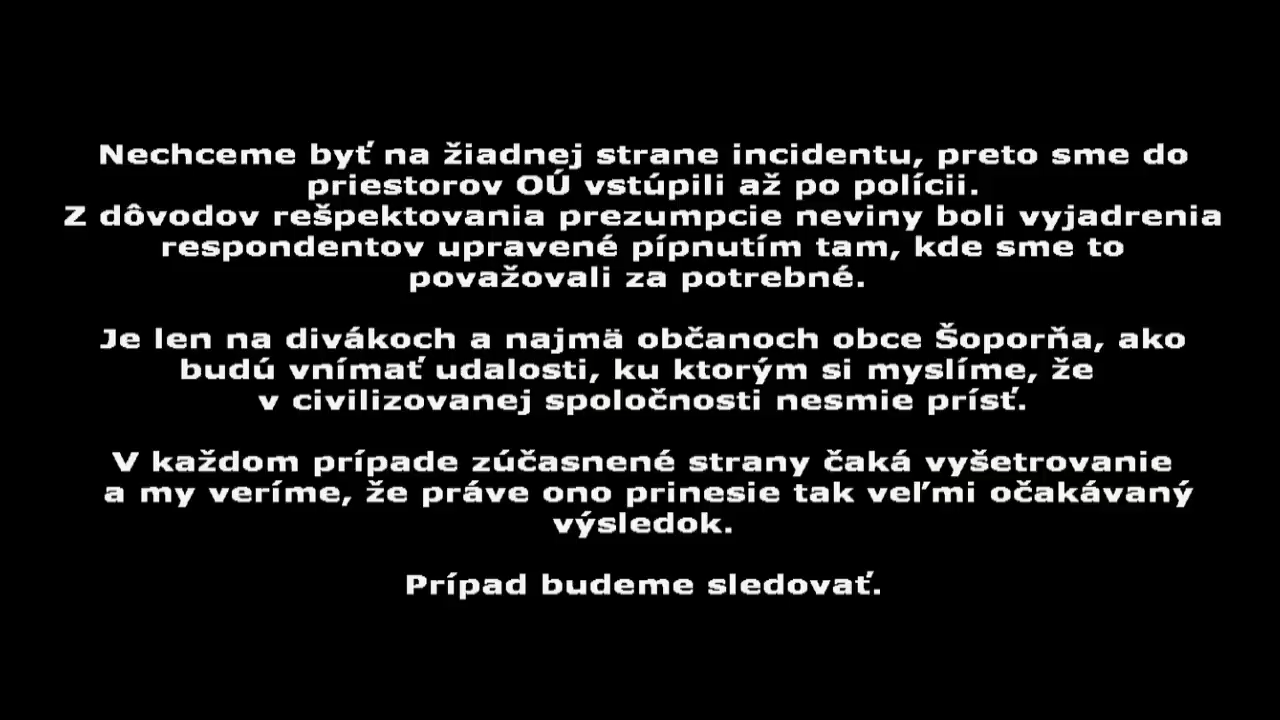 Nechceme byť na žiadnej strane incidentu, preto sme do
priestorov OÚ vstúpili až po polícii.
Z dôvodov rešpektovania prezumpcie neviny boli vyjadrenia
respondentov upravené pípnutím tam, kde sme to
považovali za potrebné.
Je len na divákoch a najmä občanoch obce Šoporňa, ako
budú vnímať udalosti, ku ktorým si myslíme, že
v civilizovanej spoločnosti nesmie prísť.
V každom prípade zúčasnené strany čaká vyšetrovanie
a my veríme, že práve ono prinesie tak veľmi očakávaný
výsledok.
Prípad budeme sledovať.